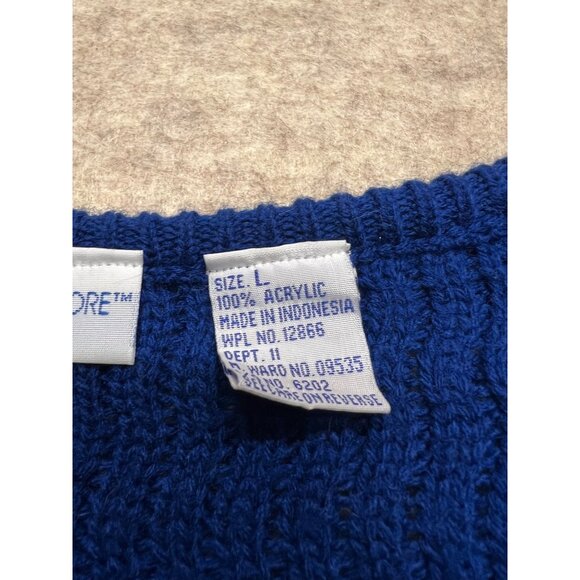 ORE™
SIZE. L
100% ACRYLIC
MADE IN INDONESIA
WPL NO. 12866
DEPT. 11
WARD NO. 09535
NO. 6202
CARE ON REVERSE